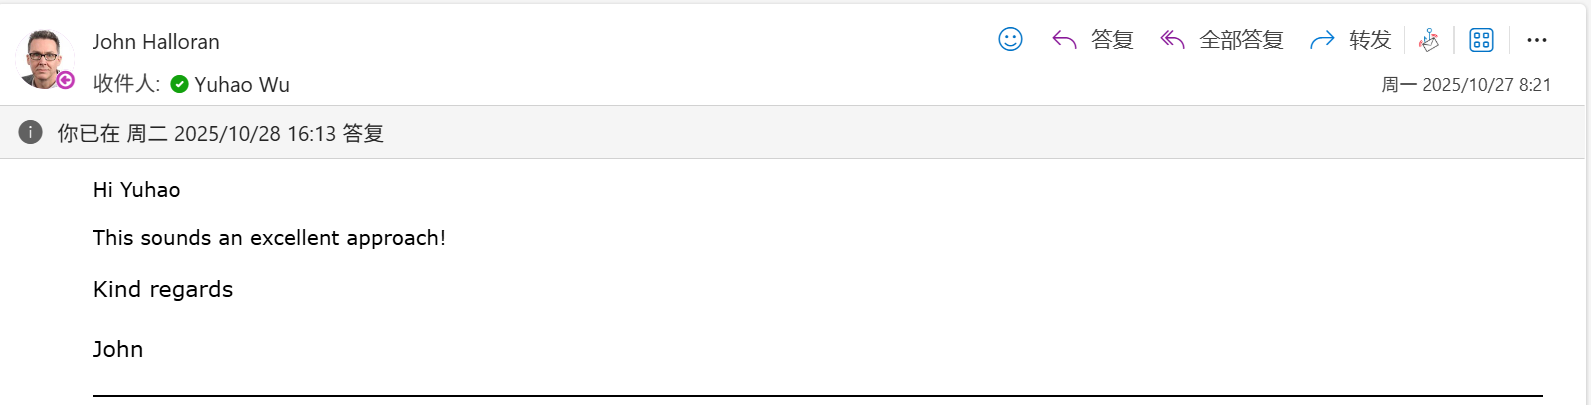 John Halloran
答复
全部答复
转发
收件人: Yuhao Wu
周一 2025/10/27 8:21
你已在 周二 2025/10/28 16:13 答复
Hi Yuhao
This sounds an excellent approach!
Kind regards
John